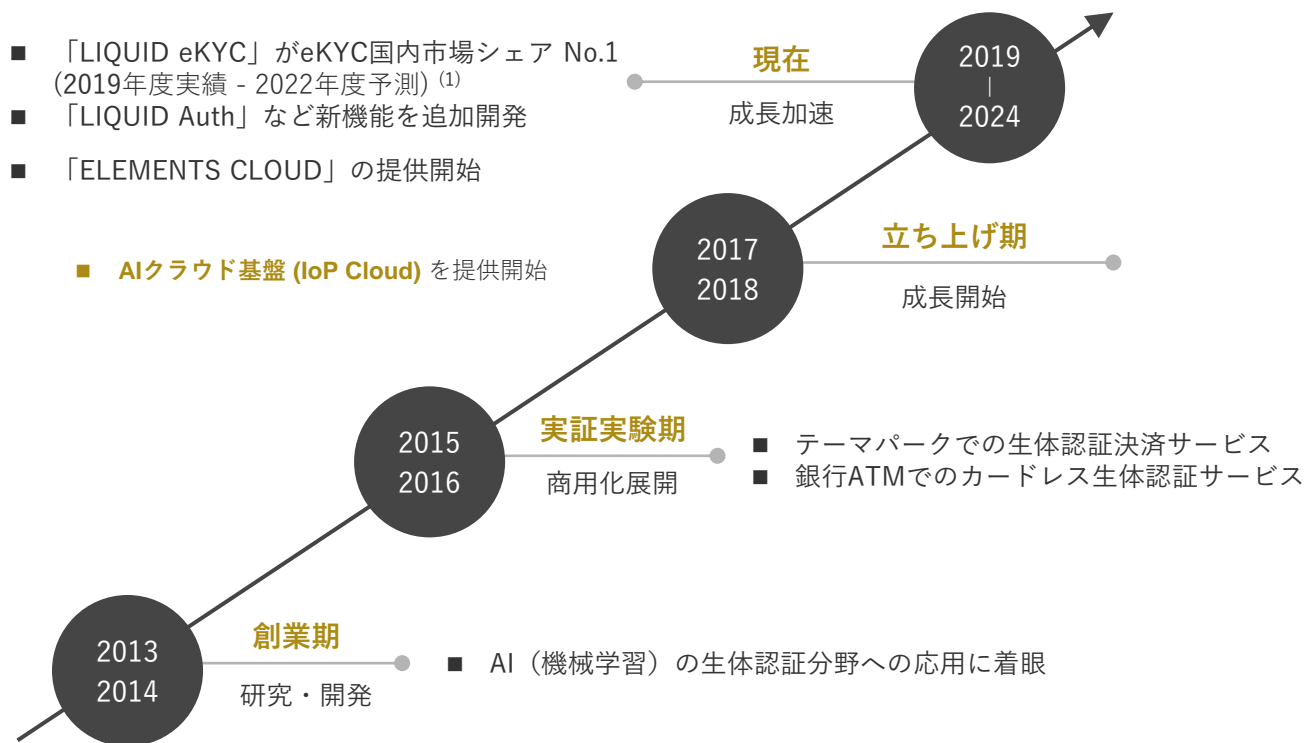 ■ 「LIQUID eKYC」がeKYC国内市場シェア No.1
(2019年度実績 - 2022年度予測) (1)
■ 「LIQUID Auth」など新機能を追加開発
■ 「ELEMENTS CLOUD」の提供開始
現在
成長加速
2019
|
2024
■ AIクラウド基盤 (IoP Cloud) を提供開始
2017
2018
立ち上げ期
成長開始
2015
2016
実証実験期
商用化展開
■ テーマパークでの生体認証決済サービス
■ 銀行ATMでのカードレス生体認証サービス
2013
2014
創業期
研究・開発
■ AI（機械学習）の生体認証分野への応用に着眼